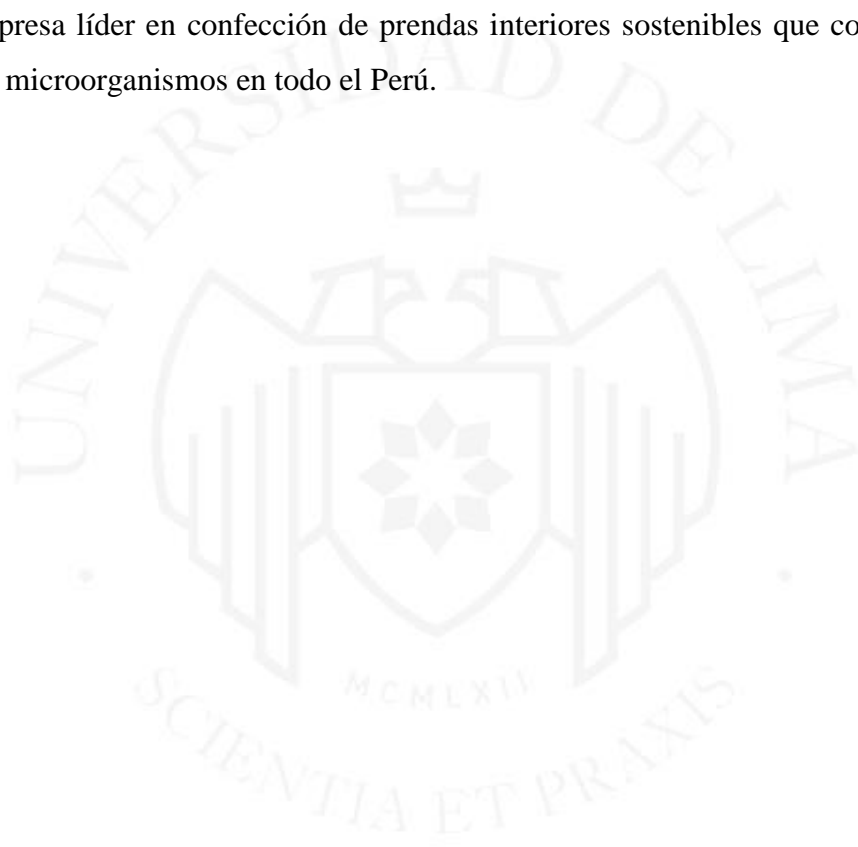 presa líder en confección de prendas interiores sostenibles que co
microorganismos en todo el Perú.
UNIVERSIDAD DE LIMA
MCMLXII
SCIENTIA ET PRAXIS